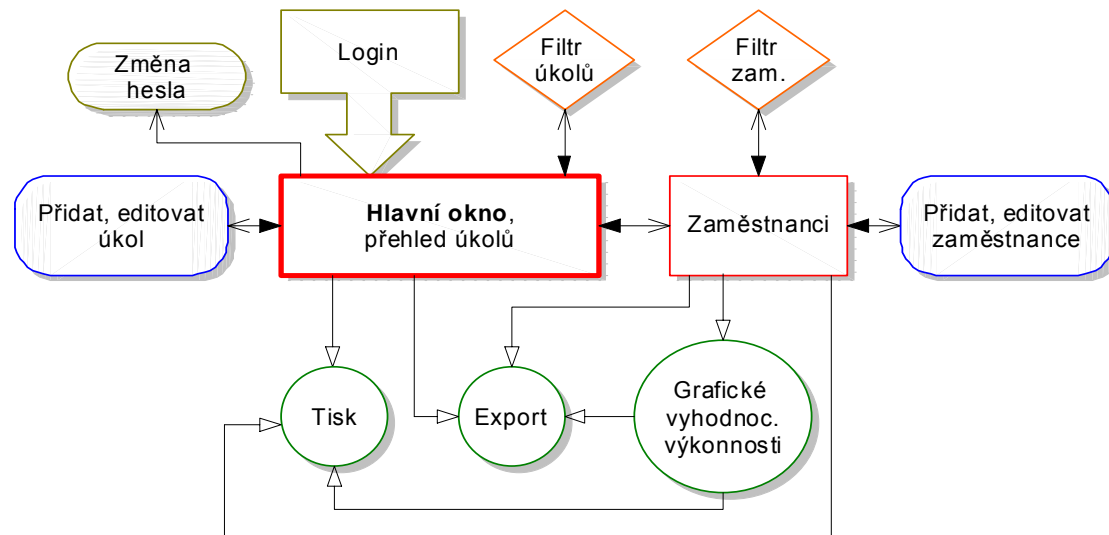 Změna
hesla
Login
Filtr
úkolů
Filtr
zam.
Přidat, editovat
úkol
Hlavní okno,
přehled úkolů
Zaměstnanci
Přidat, editovat
zaměstnance
Tisk
Export
Grafické
vyhodnoc.
výkonnosti